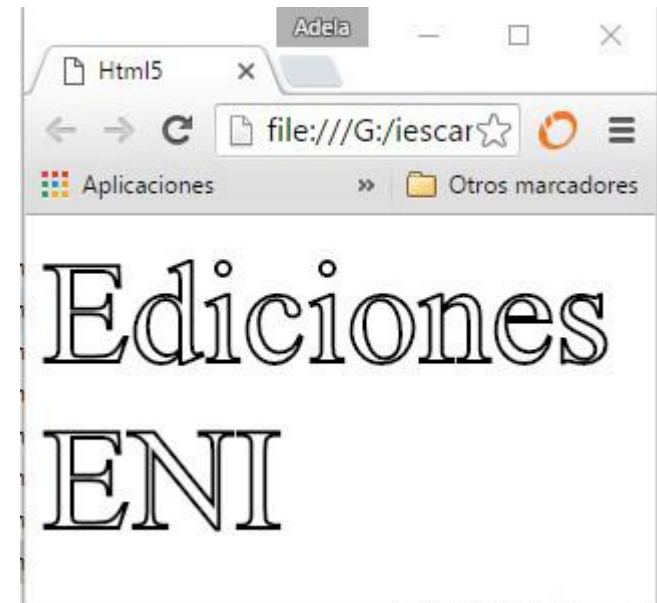 Adela
Html5
file:///G:/iescar
Aplicaciones » Otros marcadores
Ediciones
ENI